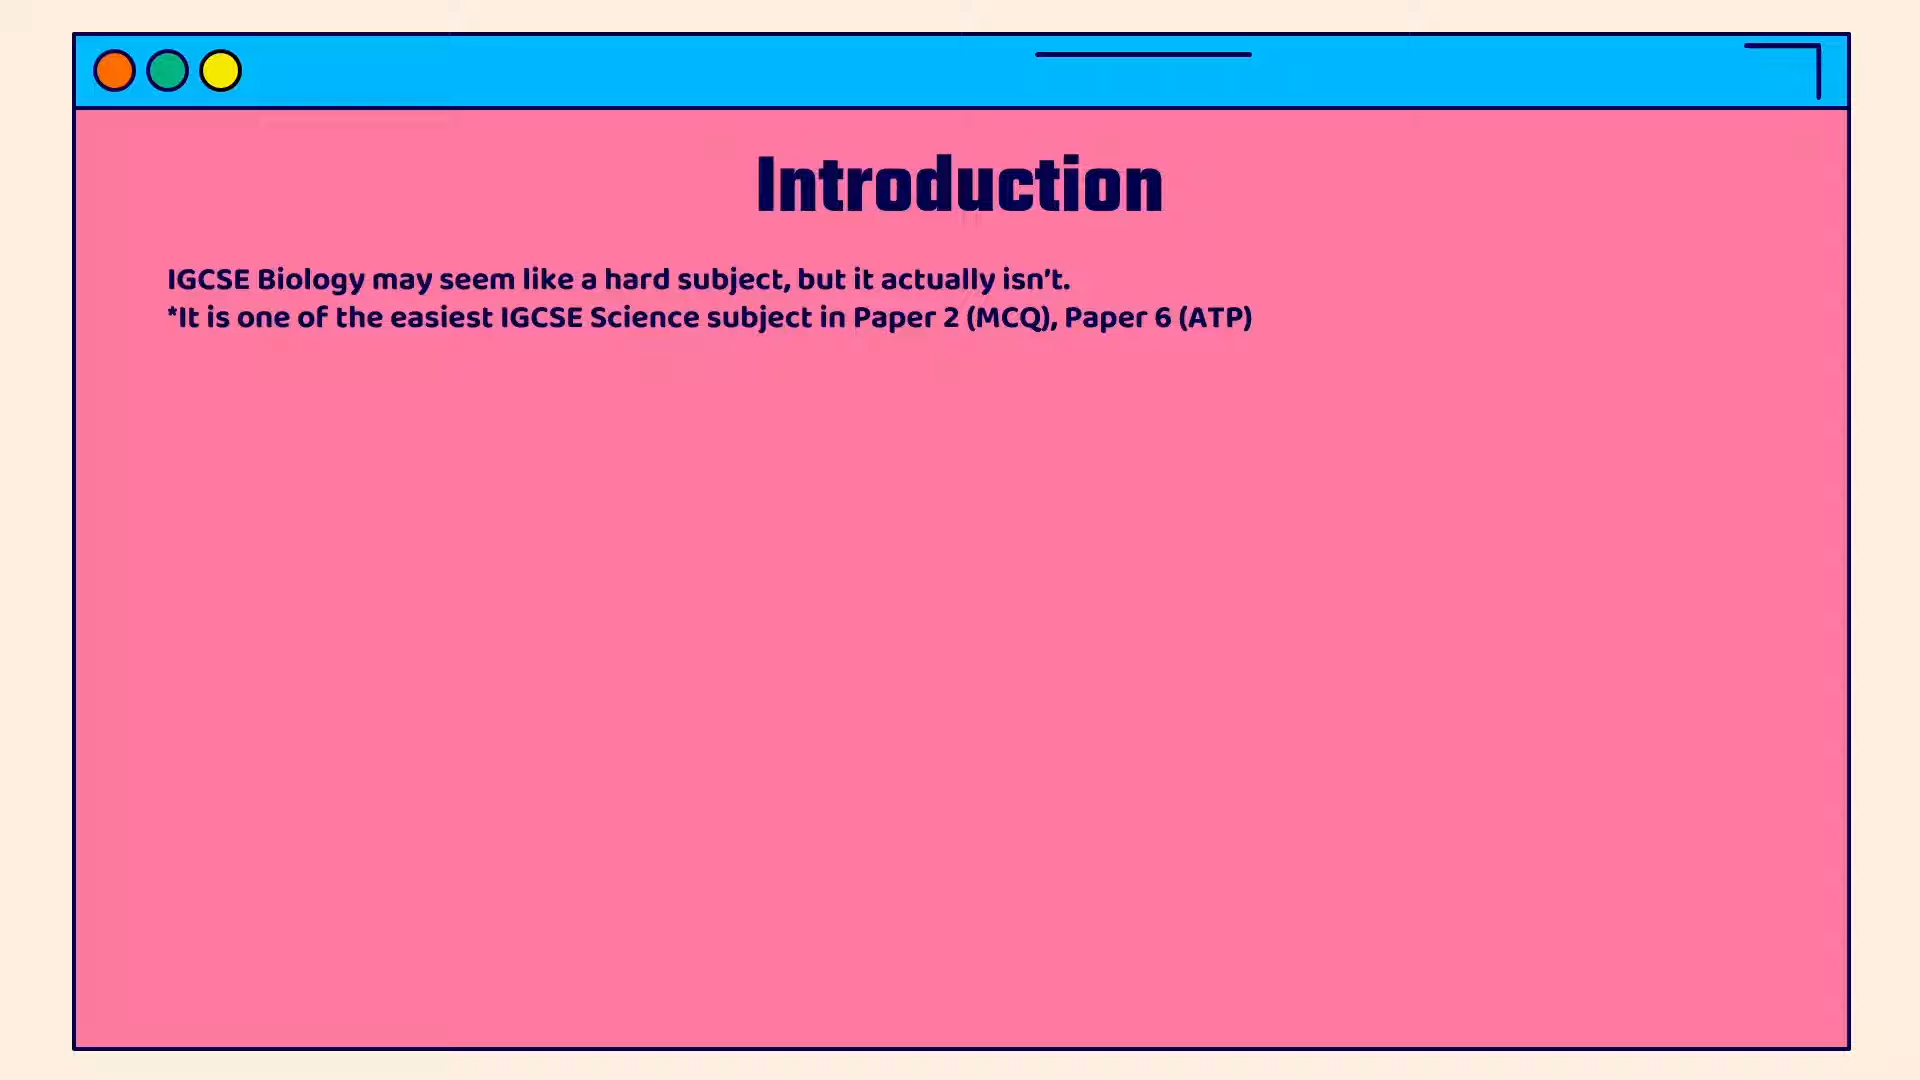 Introduction
IGCSE Biology may seem like a hard subject, but it actually isn't.
*It is one of the easiest IGCSE Science subject in Paper 2 (MCQ), Paper 6 (ATP)